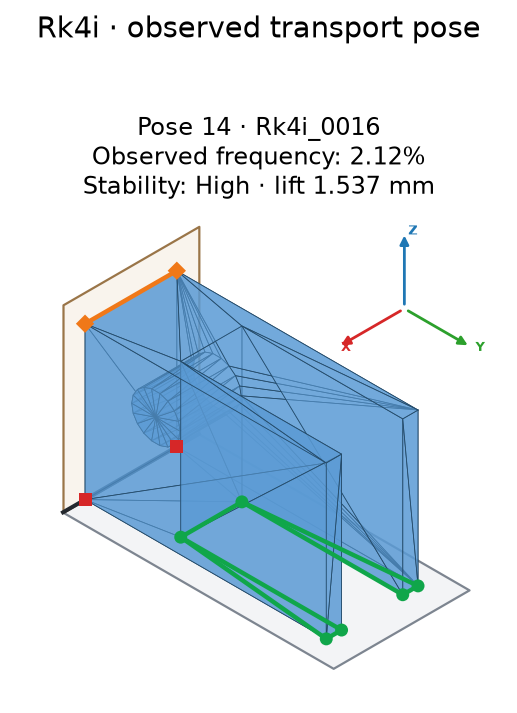 Rk4i · observed transport pose
Pose 14 · Rk4i_0016
Observed frequency: 2.12%
Stability: High · lift 1.537 mm
Z
X
Y